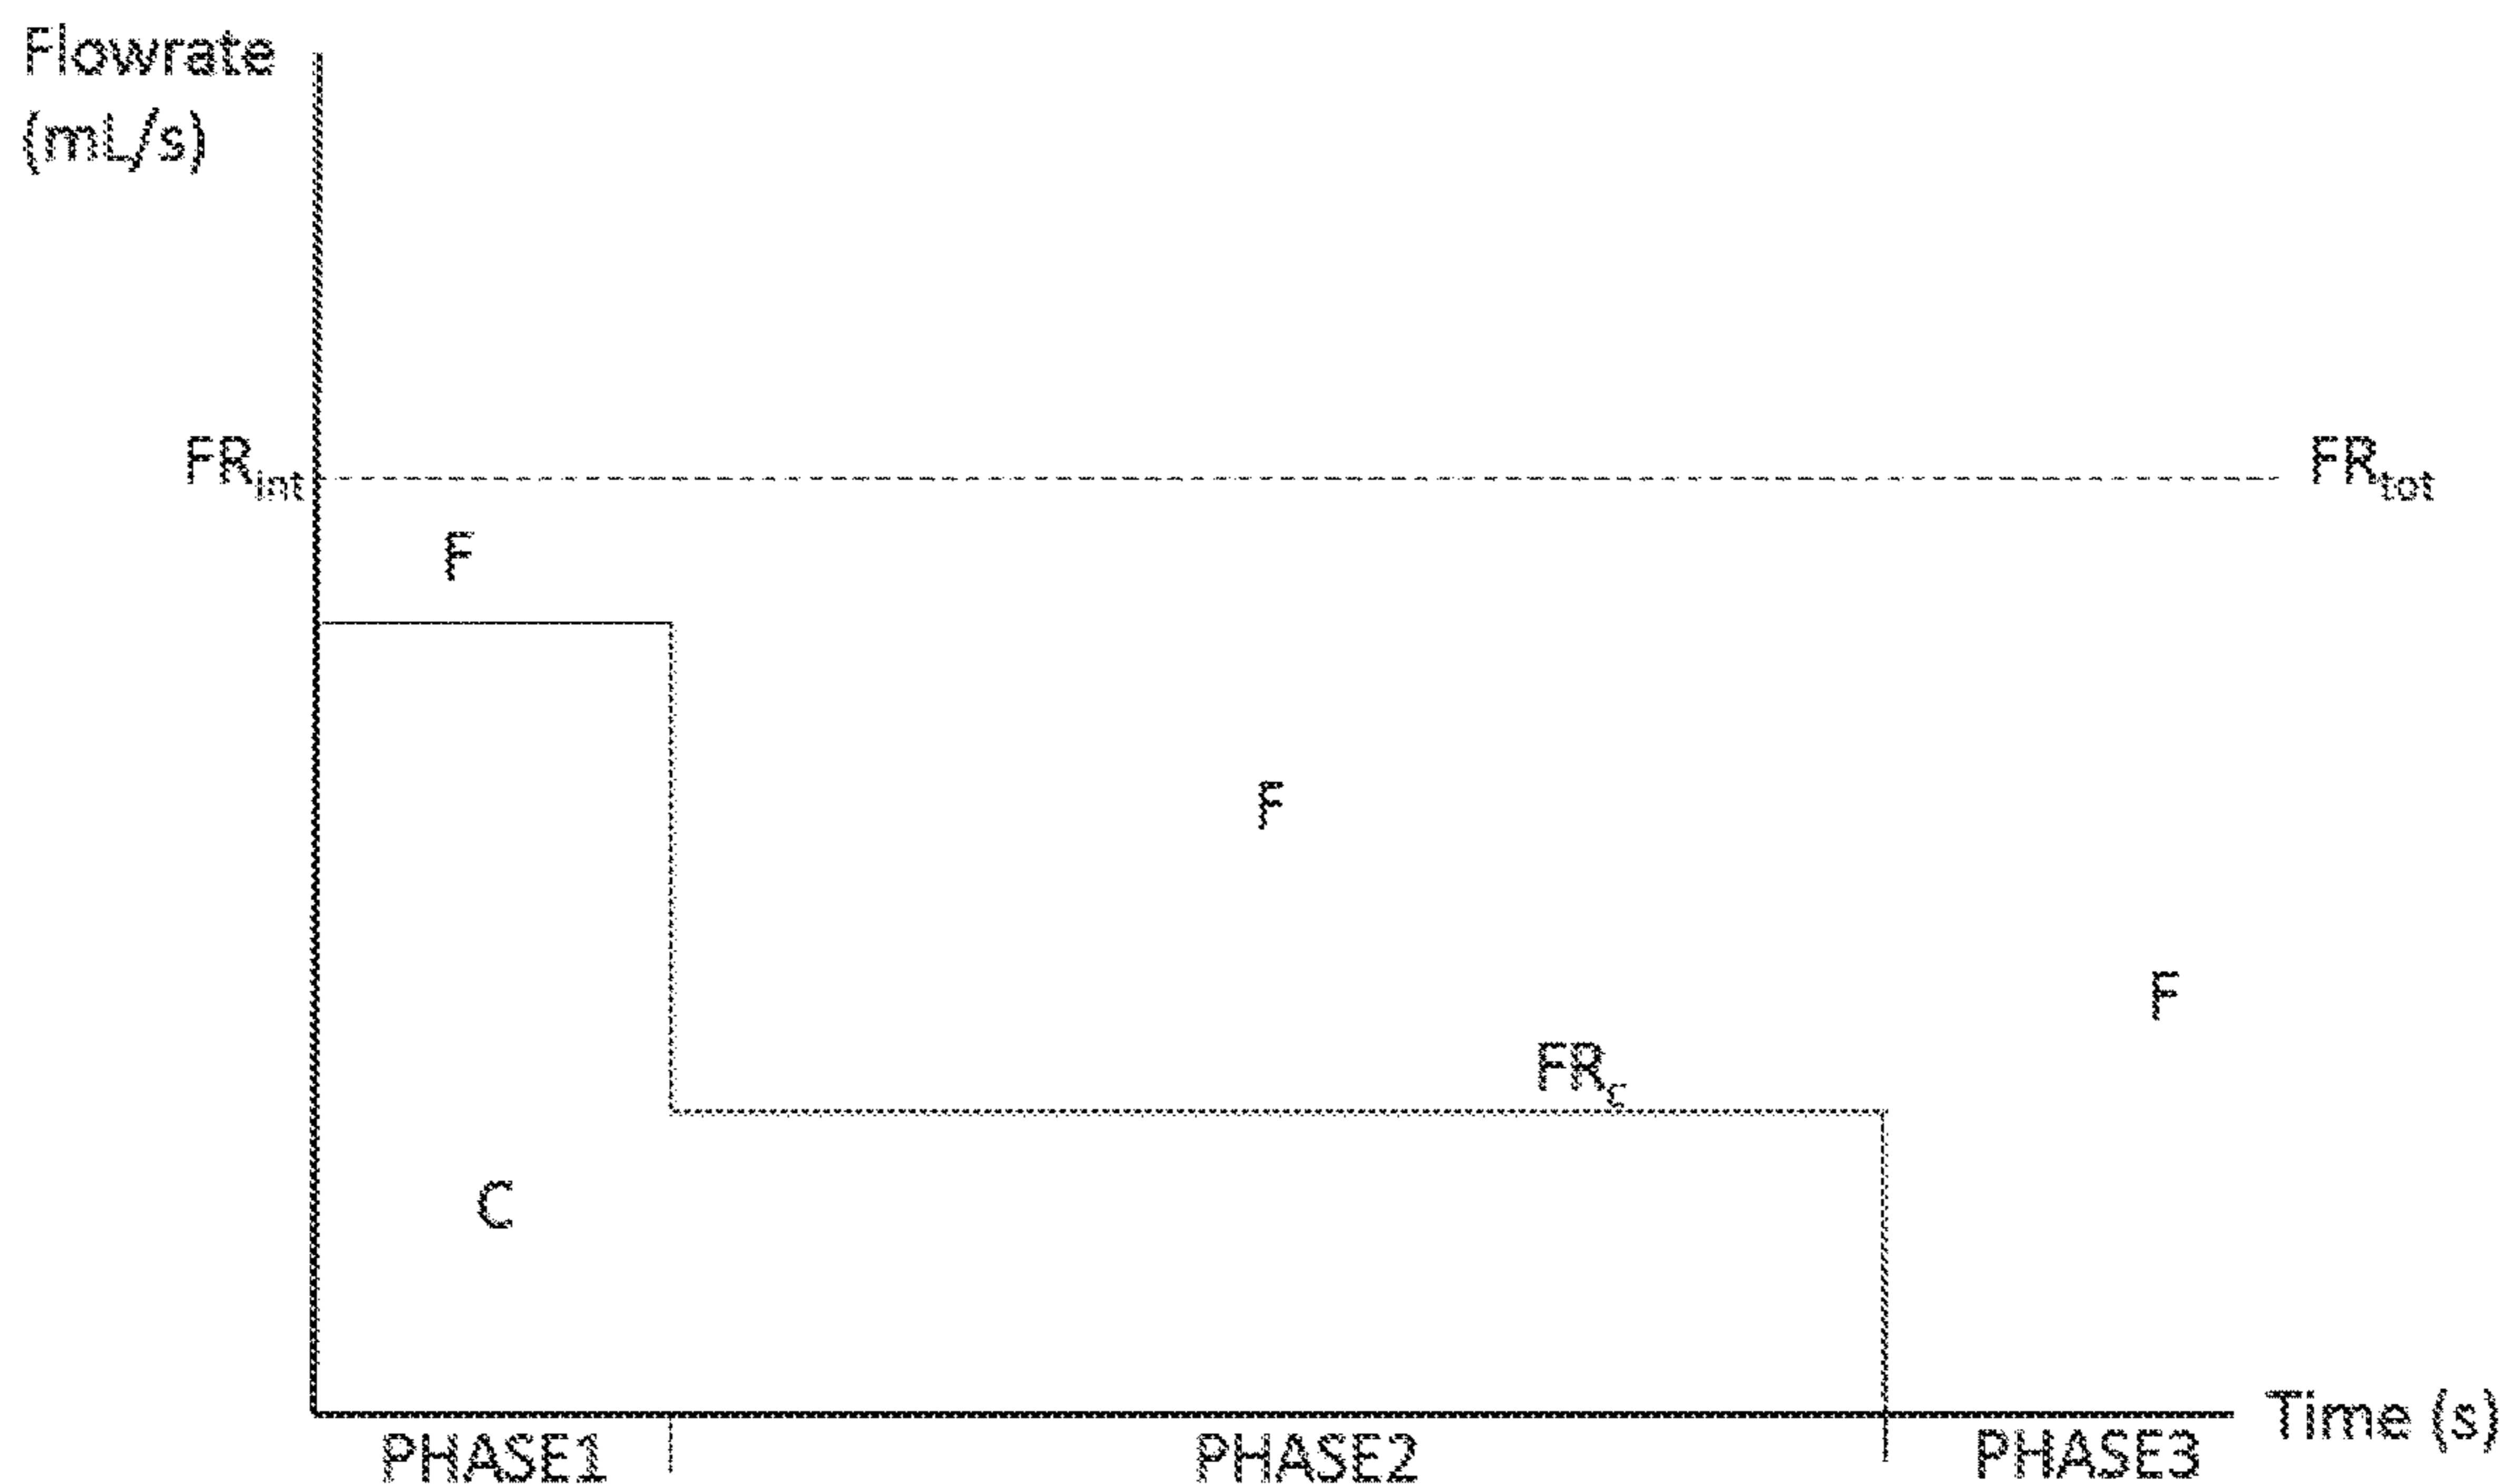 Flowrate
(mL/s)
FRint
FRtot
F
F
F
FRc
C
Time (s)
PHASE1
PHASE2
PHASE3